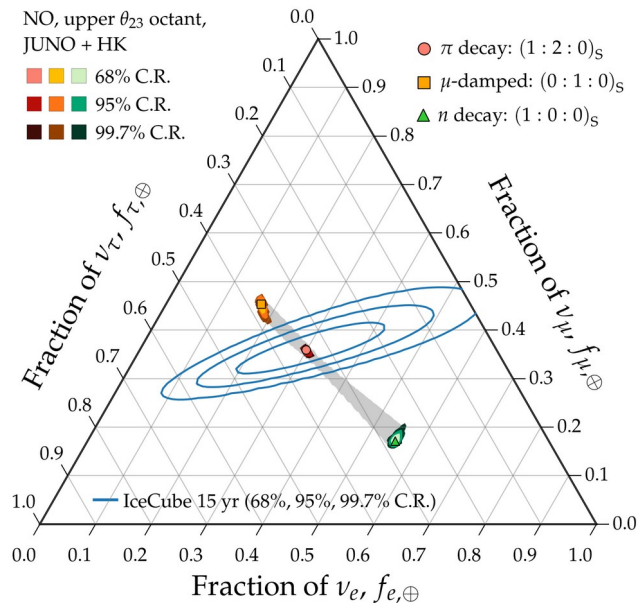 NO, upper θ₂₃ octant,
JUNO + HK
68% C.R.
95% C.R.
99.7% C.R.
π decay: (1 : 2 : 0)S
μ-damped: (0 : 1 : 0)S
n decay: (1 : 0 : 0)S
Fraction of ντ, fτ,⊕
0.0
0.1
0.2
0.3
0.4
0.5
0.6
0.7
0.8
0.9
1.0
Fraction of νμ, fμ,⊕
1.0
0.9
0.8
0.7
0.6
0.5
0.4
0.3
0.2
0.1
0.0
IceCube 15 yr (68%, 95%, 99.7% C.R.)
0.0 0.1 0.2 0.3 0.4 0.5 0.6 0.7 0.8 0.9 1.0
Fraction of νe, fe,⊕